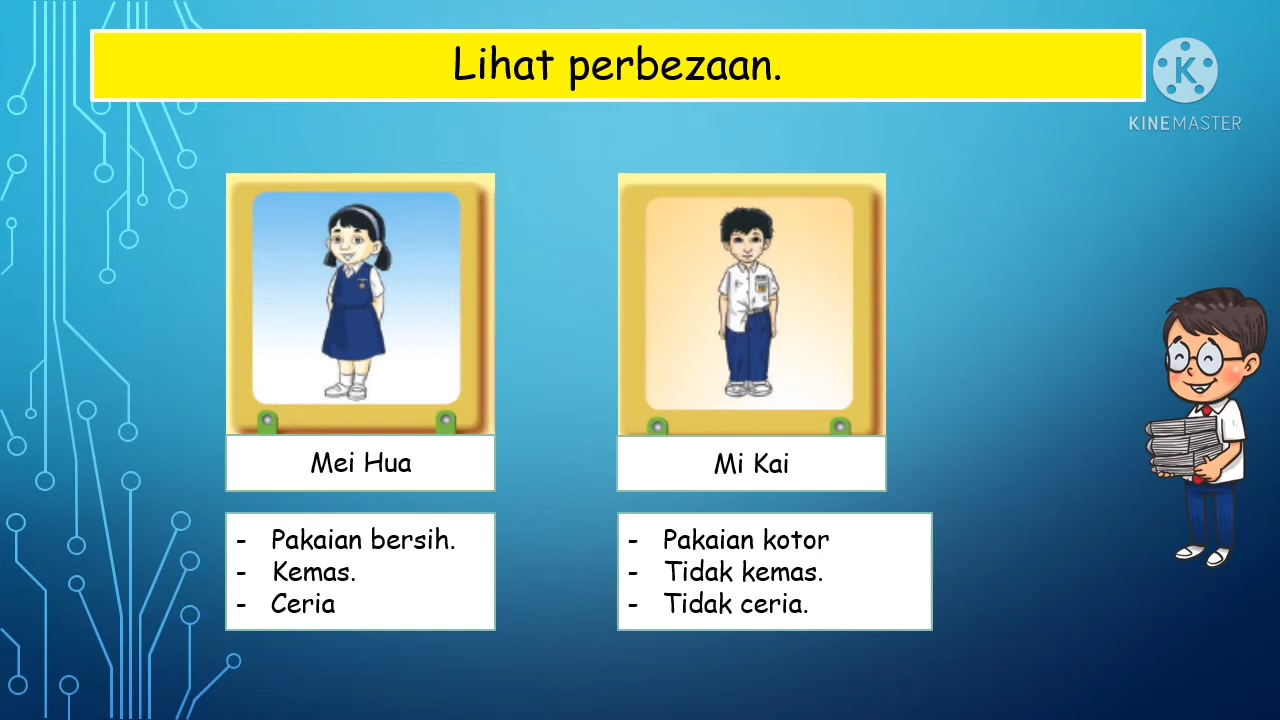 Lihat perbezaan.
K
KINEMASTER
Mei Hua
Mi Kai
- Pakaian bersih.
- Kemas.
- Ceria
- Pakaian kotor
- Tidak kemas.
- Tidak ceria.